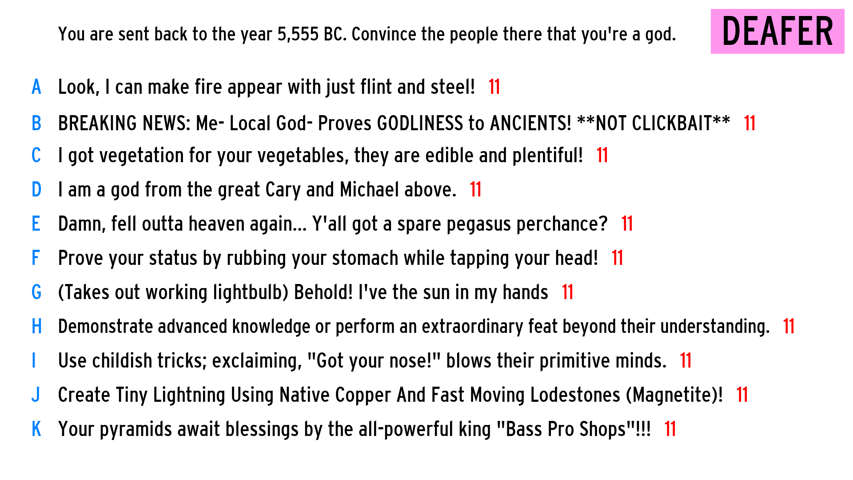 You are sent back to the year 5,555 BC. Convince the people there that you're a god.
DEAFER
A Look, I can make fire appear with just flint and steel! 11
B BREAKING NEWS: Me- Local God- Proves GODLINESS to ANCIENTS! **NOT CLICKBAIT** 11
C I got vegetation for your vegetables, they are edible and plentiful! 11
D I am a god from the great Cary and Michael above. 11
E Damn, fell outta heaven again... Y'all got a spare pegasus perchance? 11
F Prove your status by rubbing your stomach while tapping your head! 11
G (Takes out working lightbulb) Behold! I've the sun in my hands 11
H Demonstrate advanced knowledge or perform an extraordinary feat beyond their understanding. 11
I Use childish tricks; exclaiming, "Got your nose!" blows their primitive minds. 11
J Create Tiny Lightning Using Native Copper And Fast Moving Lodestones (Magnetite)! 11
K Your pyramids await blessings by the all-powerful king "Bass Pro Shops"!!! 11